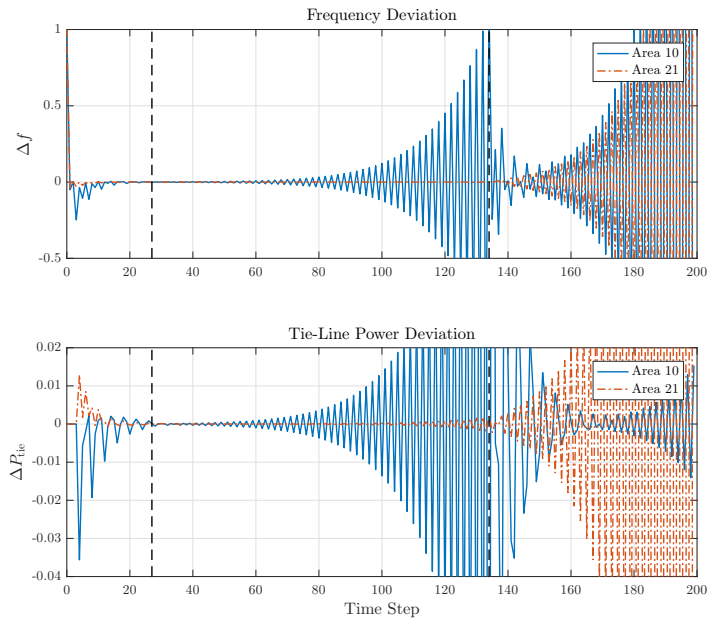 Frequency Deviation
1
0.5
0
-0.5
Δf
0 20 40 60 80 100 120 140 160 180 200
Area 10
Area 21
Tie-Line Power Deviation
0.02
0.01
0
-0.01
-0.02
-0.03
-0.04
ΔP_tie
0 20 40 60 80 100 120 140 160 180 200
Area 10
Area 21
Time Step